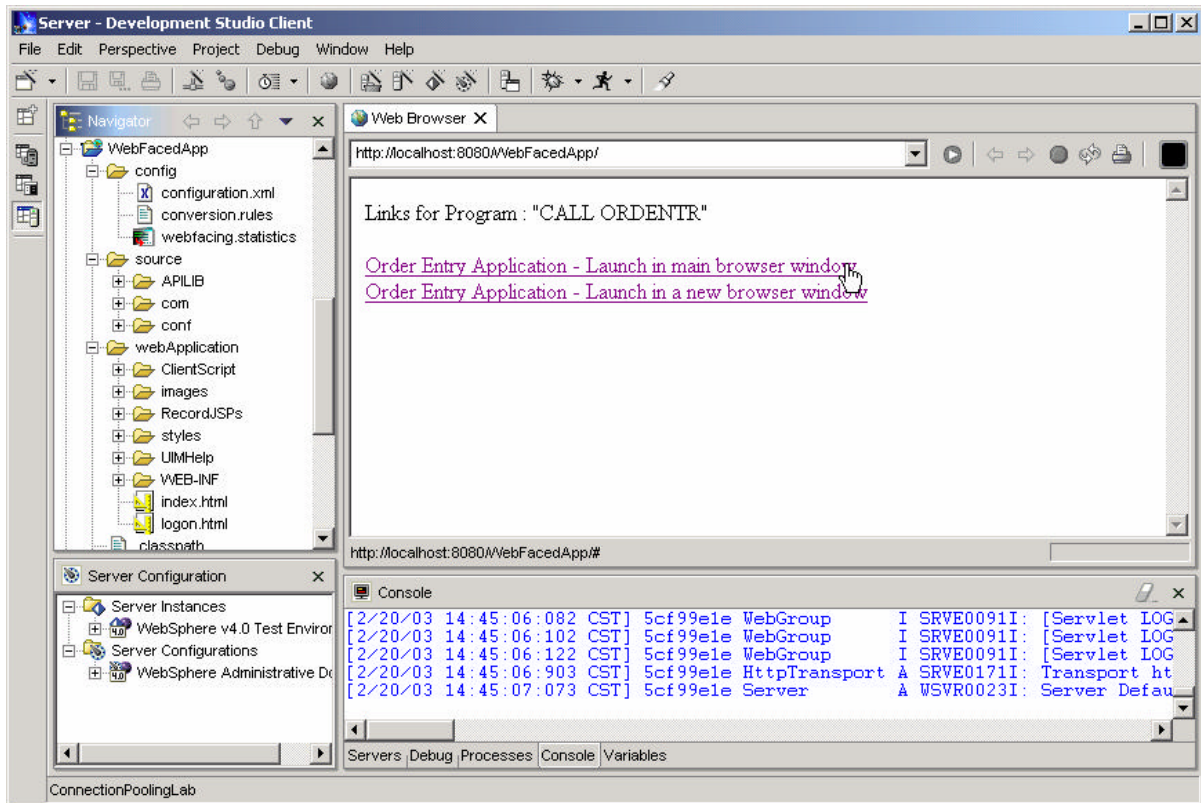 Server - Development Studio Client
File Edit Perspective Project Debug Window Help
Navigator
WebFacedApp
config
configuration.xml
conversion.rules
webfacing.statistics
source
APILIB
com
conf
webApplication
ClientScript
images
RecordJSPs
styles
UIMHelp
WEB-INF
index.html
logon.html
classpath
Web Browser
http://localhost:8080/WebFacedApp/
Links for Program : "CALL ORDENTR"
Order Entry Application - Launch in main browser window
Order Entry Application - Launch in a new browser window
http://localhost:8080/WebFacedApp/#
Server Configuration
Server Instances
WebSphere v4.0 Test Environ
Server Configurations
WebSphere Administrative Do
Console
[2/20/03 14:45:06:082 CST] 5cf99e1e WebGroup I SRVE0091I: [Servlet LOG
[2/20/03 14:45:06:102 CST] 5cf99e1e WebGroup I SRVE0091I: [Servlet LOG
[2/20/03 14:45:06:122 CST] 5cf99e1e WebGroup I SRVE0091I: [Servlet LOG
[2/20/03 14:45:06:903 CST] 5cf99e1e HttpTransport A SRVE0171I: Transport ht
[2/20/03 14:45:07:073 CST] 5cf99e1e Server A WSVR0023I: Server Defau
Servers Debug Processes Console Variables
ConnectionPoolingLab